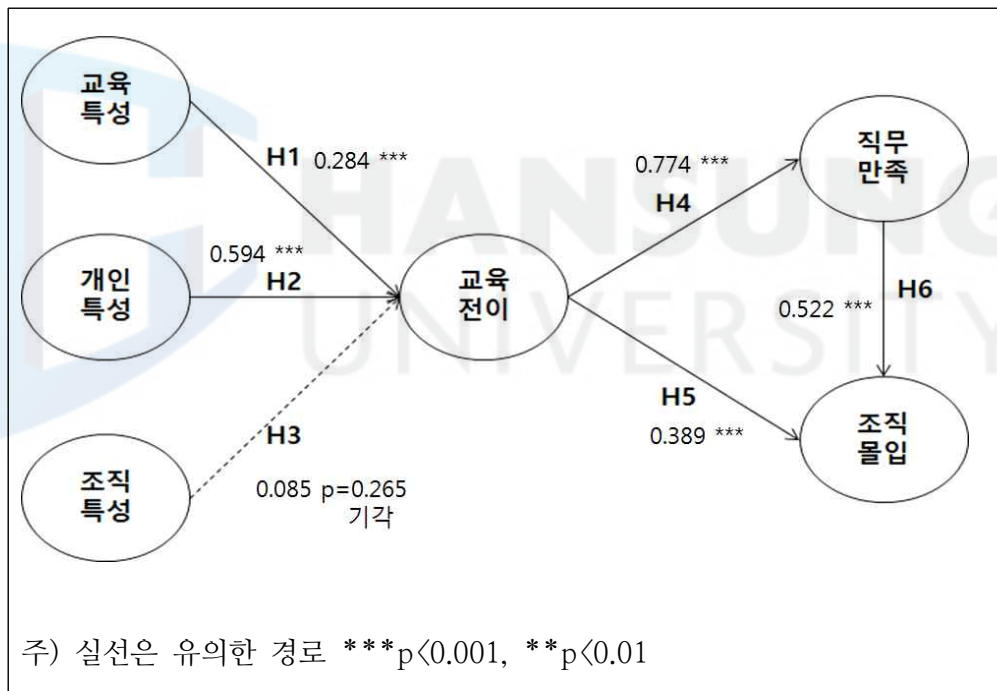 교육
특성
H1 0.284 ***
0.774 ***
H4
직무
만족
개인
특성
0.594 ***
H2
교육
전이
0.522 ***
H6
H3
0.085 p=0.265
기각
조직
특성
H5
0.389 ***
조직
몰입
HANSUNG
UNIVERSITY
주) 실선은 유의한 경로 ***p<0.001, **p<0.01